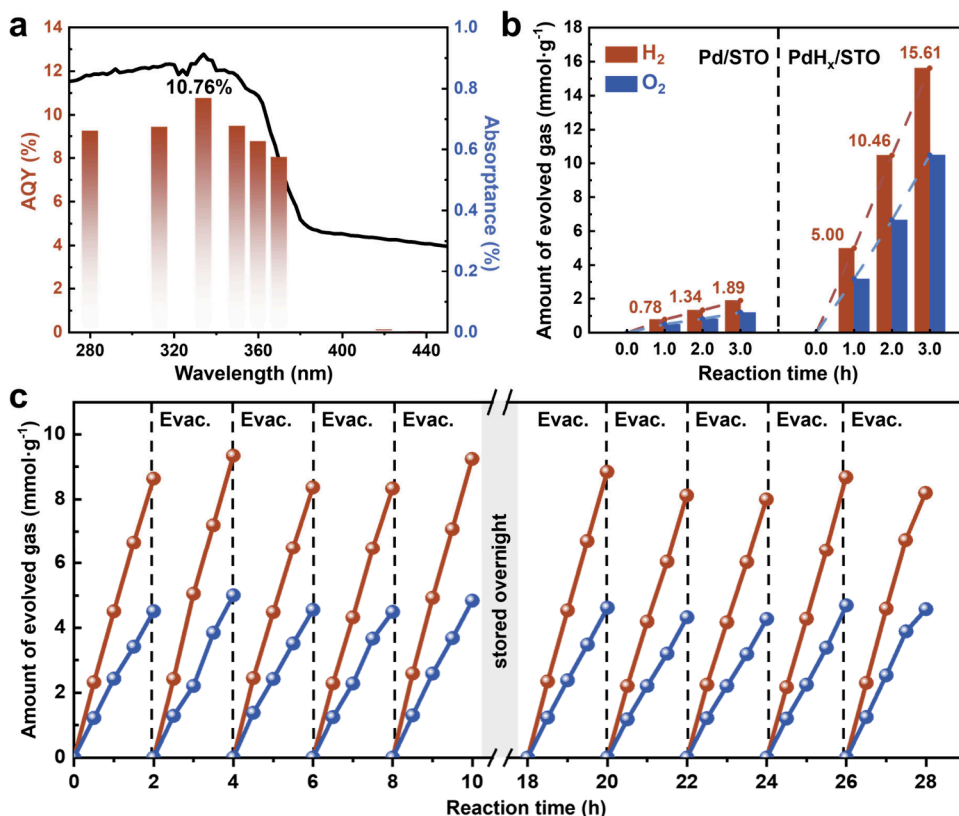 a
AQY (%)
14
12
10
8
6
4
2
0
10.76%
1.0
0.8
0.6
0.4
0.2
0.0
Absorptance (%)
280 320 360 400 440
Wavelength (nm)
b
Amount of evolved gas (mmol·g⁻¹)
18
16
14
12
10
8
6
4
2
0
H₂
O₂
Pd/STO
PdHₓ/STO
0.78
1.34
1.89
5.00
10.46
15.61
0.0 1.0 2.0 3.0 0.0 1.0 2.0 3.0
Reaction time (h)
c
Amount of evolved gas (mmol·g⁻¹)
10
8
6
4
2
0
Evac. Evac. Evac. Evac. Evac. Evac. Evac. Evac. Evac.
stored overnight
0 2 4 6 8 10 18 20 22 24 26 28
Reaction time (h)